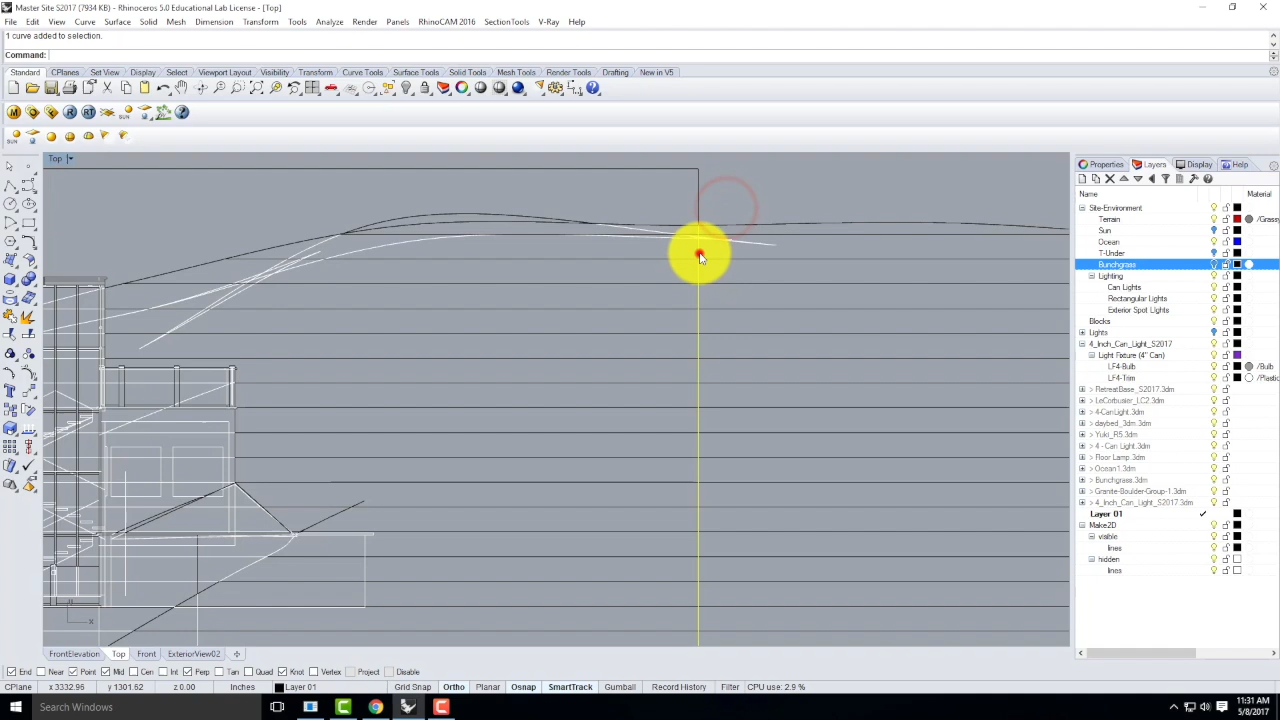 Master Site S2017 (7934 KB) - Rhinoceros 5.0 Educational Lab License - [Top]
File Edit View Curve Surface Solid Mesh Dimension Transform Tools Analyze Render Panels RhinoCAM 2016 SectionTools V-Ray Help
1 curve added to selection.
Command:
Standard CPlanes Set View Display Select Viewport Layout Visibility Transform Curve Tools Surface Tools Solid Tools Mesh Tools Render Tools Drafting New in V5
M R RT
SUN
SUN
Top
Properties Layers Display Help
Name Material
Site-Environment
Terrain /Grassy
Sun
Ocean
T-Under
Bunchgrass
Lighting
Can Lights
Rectangular Lights
Exterior Spot Lights
Blocks
Lights
4_Inch_Can_Light_S2017
Light Fixture (4" Can)
LF4-Bulb /Bulb
LF4-Trim /Plastic
> RetreatBase_S2017.3dm
> LeCorbusier_LC2.3dm
> 4-CanLight.3dm
> daybed_3dm.3dm
> Yuki_R5.3dm
> 4 - Can Light.3dm
> Floor Lamp.3dm
> Ocean1.3dm
> Bunchgrass.3dm
> Granite-Boulder-Group-1.3dm
> 4_Inch_Can_Light_S2017.3dm
Layer 01
Make2D
visible
lines
hidden
lines
x
FrontElevation Top Front ExteriorView02
End Near Point Mid Cen Int Perp Tan Quad Knot Vertex Project Disable
CPlane x 3332.96 y 1301.62 z 0.00 Inches Layer 01 Grid Snap Ortho Planar Osnap SmartTrack Gumball Record History Filter CPU use: 2.9 %
Search Windows
11:31 AM
5/8/2017